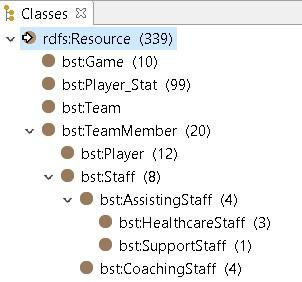 Classes
rdfs:Resource (339)
bst:Game (10)
bst:Player_Stat (99)
bst:Team
bst:TeamMember (20)
bst:Player (12)
bst:Staff (8)
bst:AssistingStaff (4)
bst:HealthcareStaff (3)
bst:SupportStaff (1)
bst:CoachingStaff (4)